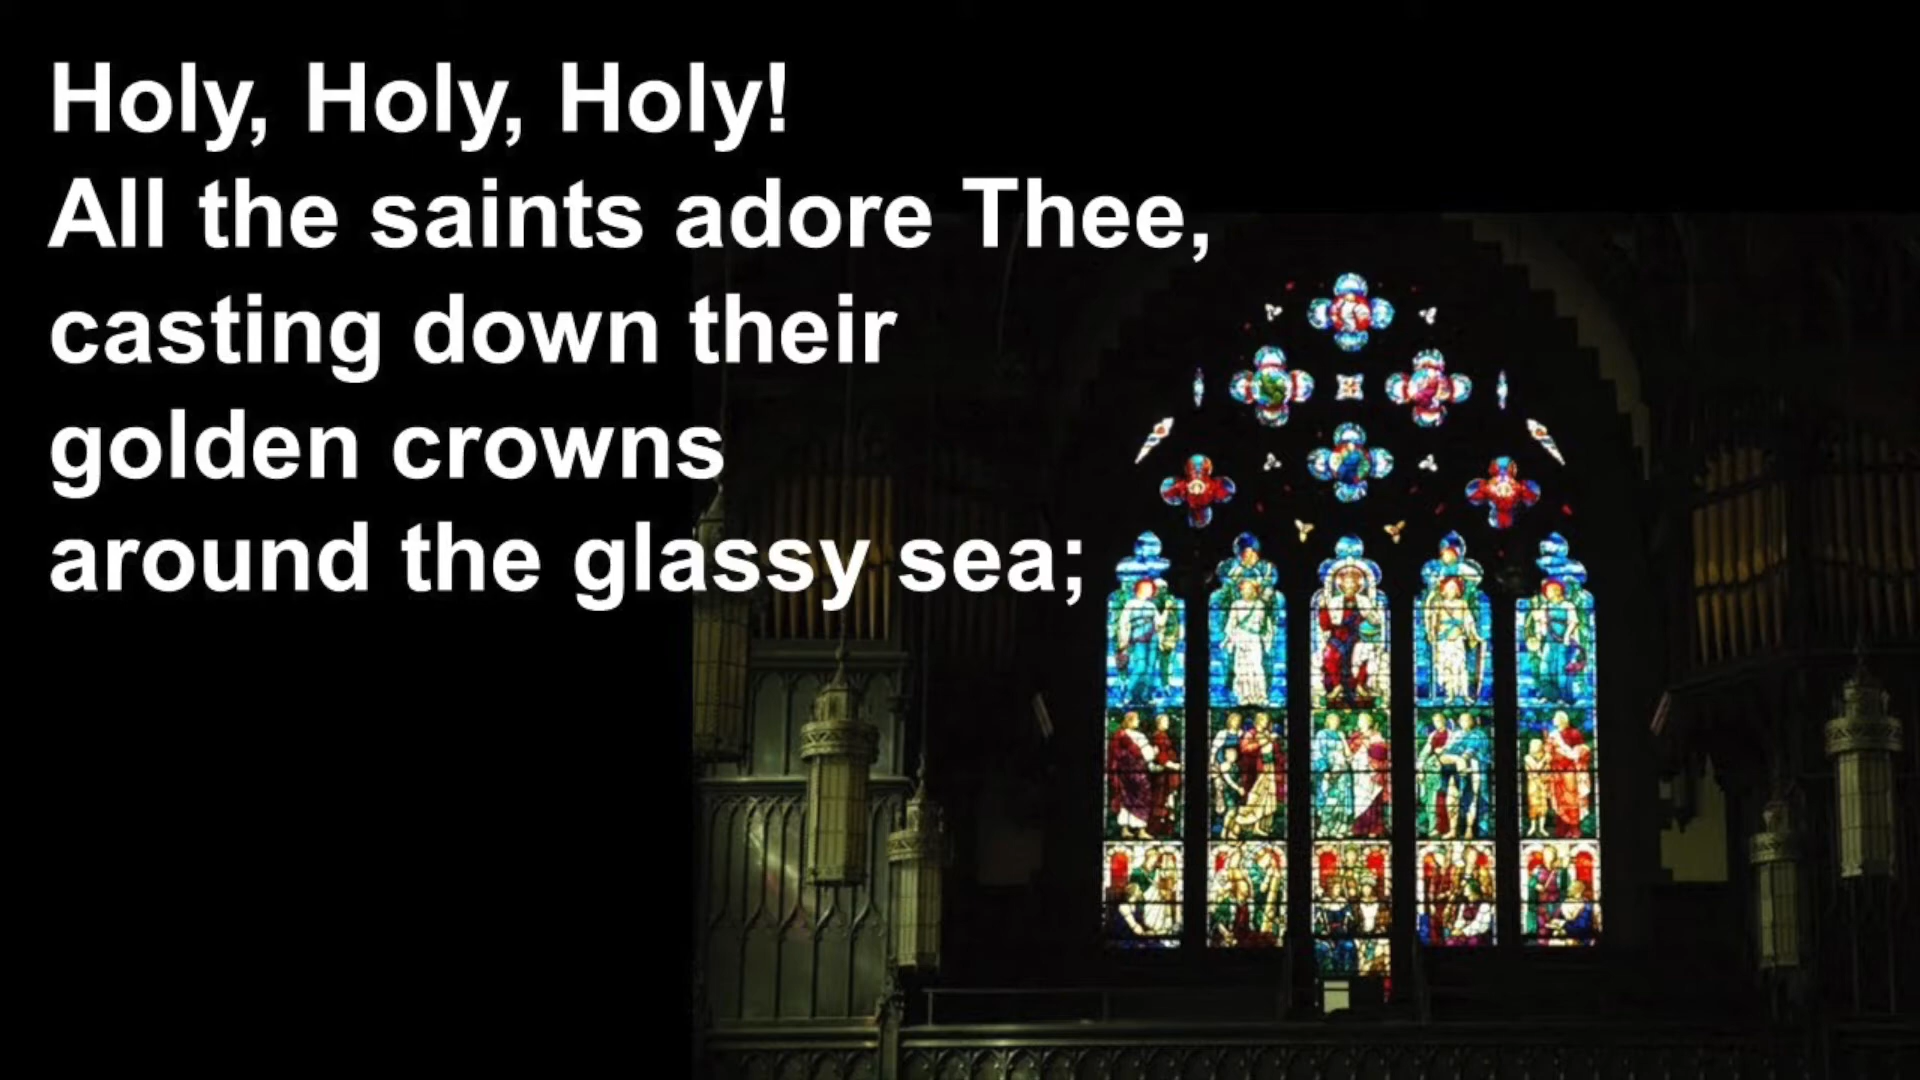 Holy, Holy, Holy!
All the saints adore Thee,
casting down their
golden crowns
around the glassy sea;